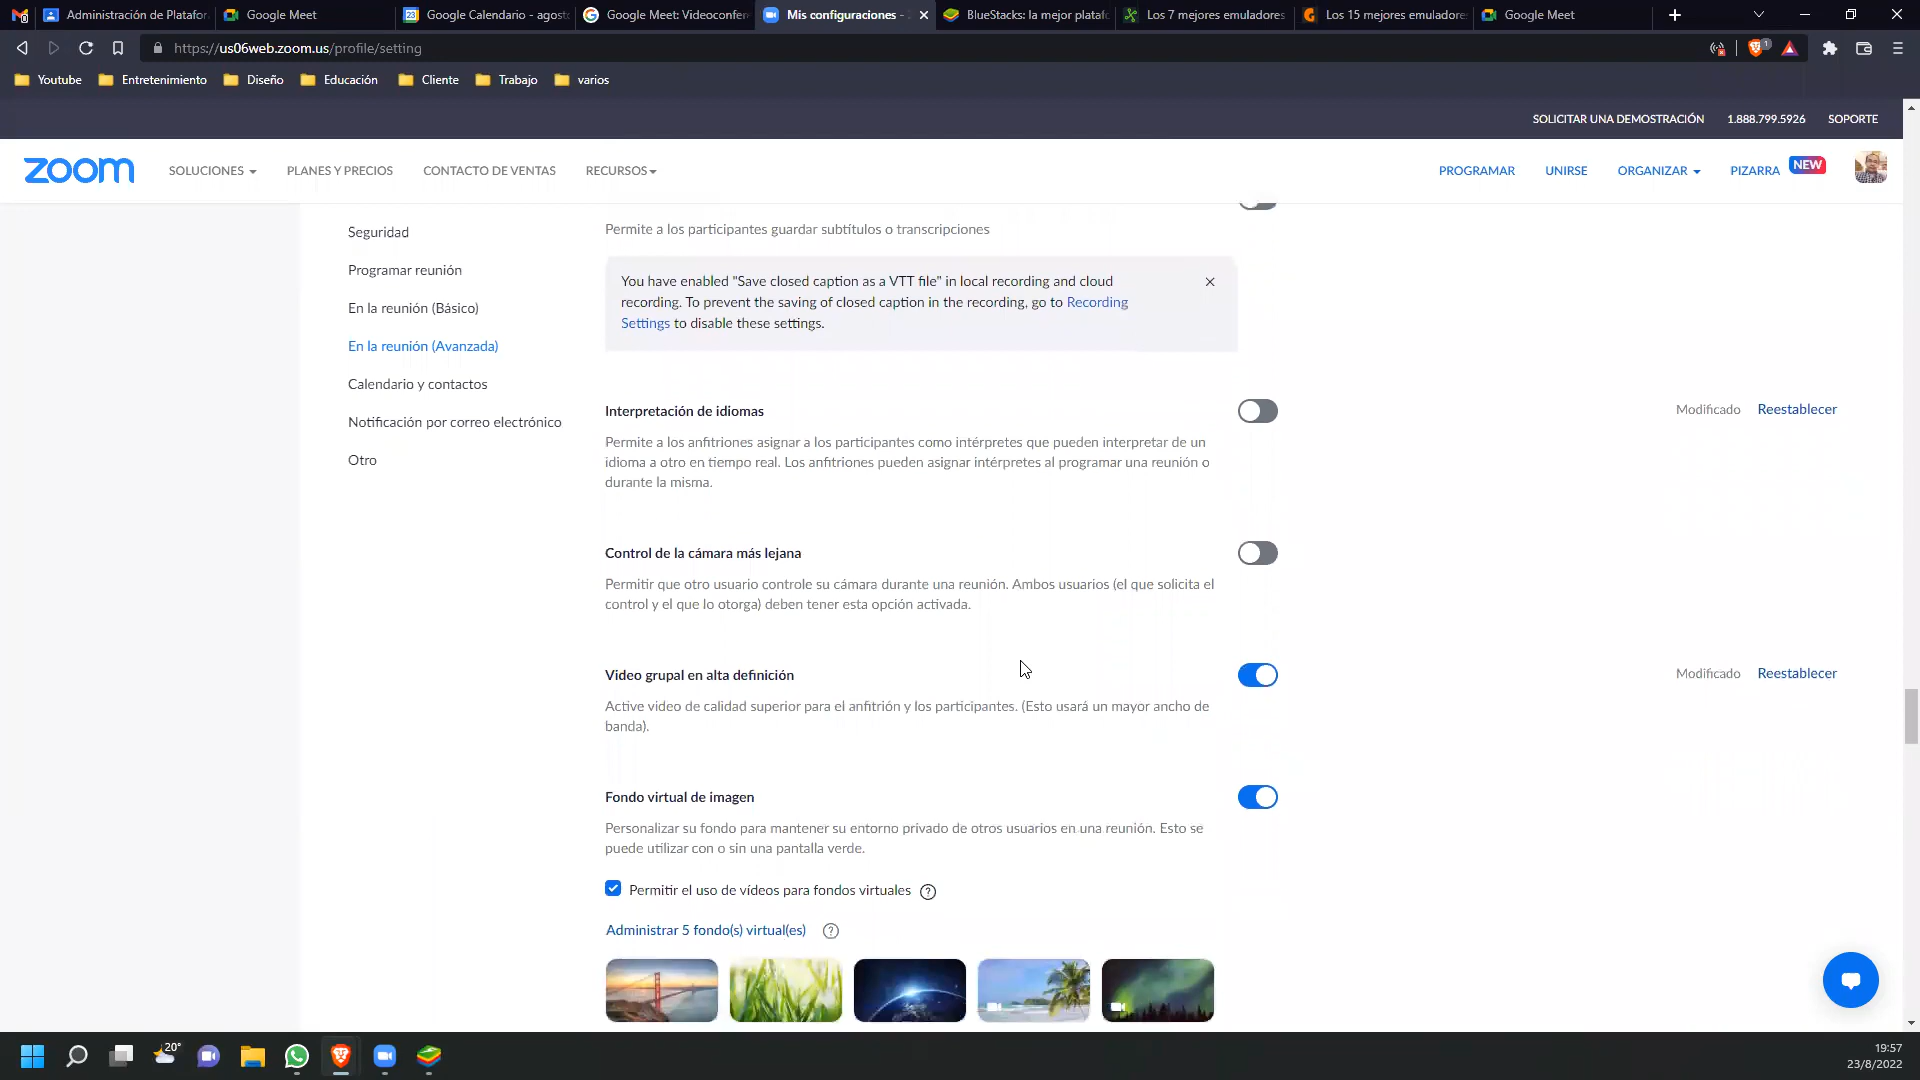 Administración de Platafor
Google Meet
Google Calendario - agosto
Google Meet: Videoconferen
Mis configuraciones -
BlueStacks: la mejor plataf
Los 7 mejores emuladores
Los 15 mejores emuladore
Google Meet
https://us06web.zoom.us/profile/setting
1
Youtube
Entretenimiento
Diseño
Educación
Cliente
Trabajo
varios
SOLICITAR UNA DEMOSTRACIÓN
1.888.799.5926
SOPORTE
zoom
SOLUCIONES
PLANES Y PRECIOS
CONTACTO DE VENTAS
RECURSOS
PROGRAMAR
UNIRSE
ORGANIZAR
PIZARRA
NEW
Seguridad
Programar reunión
En la reunión (Básico)
En la reunión (Avanzada)
Calendario y contactos
Notificación por correo electrónico
Otro
Permite a los participantes guardar subtítulos o transcripciones
You have enabled "Save closed caption as a VTT file" in local recording and cloud
recording. To prevent the saving of closed caption in the recording, go to Recording
Settings to disable these settings.
Interpretación de idiomas
Modificado
Reestablecer
Permite a los anfitriones asignar a los participantes como intérpretes que pueden interpretar de un
idioma a otro en tiempo real. Los anfitriones pueden asignar intérpretes al programar una reunión o
durante la misma.
Control de la cámara más lejana
Permitir que otro usuario controle su cámara durante una reunión. Ambos usuarios (el que solicita el
control y el que lo otorga) deben tener esta opción activada.
Video grupal en alta definición
Modificado
Reestablecer
Active video de calidad superior para el anfitrión y los participantes. (Esto usará un mayor ancho de
banda).
Fondo virtual de imagen
Personalizar su fondo para mantener su entorno privado de otros usuarios en una reunión. Esto se
puede utilizar con o sin una pantalla verde.
Permitir el uso de vídeos para fondos virtuales
Administrar 5 fondo(s) virtual(es)
20°
19:57
23/8/2022